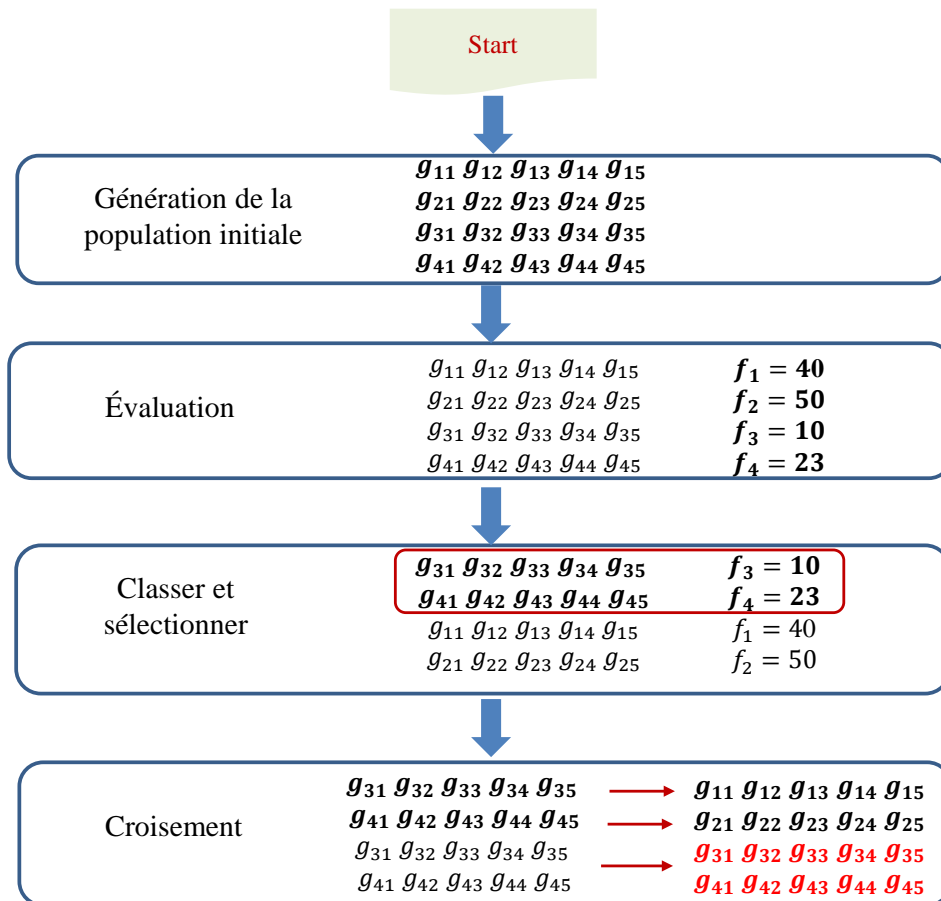 Start
Génération de la
population initiale
g₁₁ g₁₂ g₁₃ g₁₄ g₁₅
g₂₁ g₂₂ g₂₃ g₂₄ g₂₅
g₃₁ g₃₂ g₃₃ g₃₄ g₃₅
g₄₁ g₄₂ g₄₃ g₄₄ g₄₅
Évaluation
g₁₁ g₁₂ g₁₃ g₁₄ g₁₅ f₁ = 40
g₂₁ g₂₂ g₂₃ g₂₄ g₂₅ f₂ = 50
g₃₁ g₃₂ g₃₃ g₃₄ g₃₅ f₃ = 10
g₄₁ g₄₂ g₄₃ g₄₄ g₄₅ f₄ = 23
Classer et
sélectionner
g₃₁ g₃₂ g₃₃ g₃₄ g₃₅ f₃ = 10
g₄₁ g₄₂ g₄₃ g₄₄ g₄₅ f₄ = 23
g₁₁ g₁₂ g₁₃ g₁₄ g₁₅ f₁ = 40
g₂₁ g₂₂ g₂₃ g₂₄ g₂₅ f₂ = 50
Croisement
g₃₁ g₃₂ g₃₃ g₃₄ g₃₅ → g₁₁ g₁₂ g₁₃ g₁₄ g₁₅
g₄₁ g₄₂ g₄₃ g₄₄ g₄₅ → g₂₁ g₂₂ g₂₃ g₂₄ g₂₅
g₃₁ g₃₂ g₃₃ g₃₄ g₃₅ → g₃₁ g₃₂ g₃₃ g₃₄ g₃₅
g₄₁ g₄₂ g₄₃ g₄₄ g₄₅ g₄₁ g₄₂ g₄₃ g₄₄ g₄₅